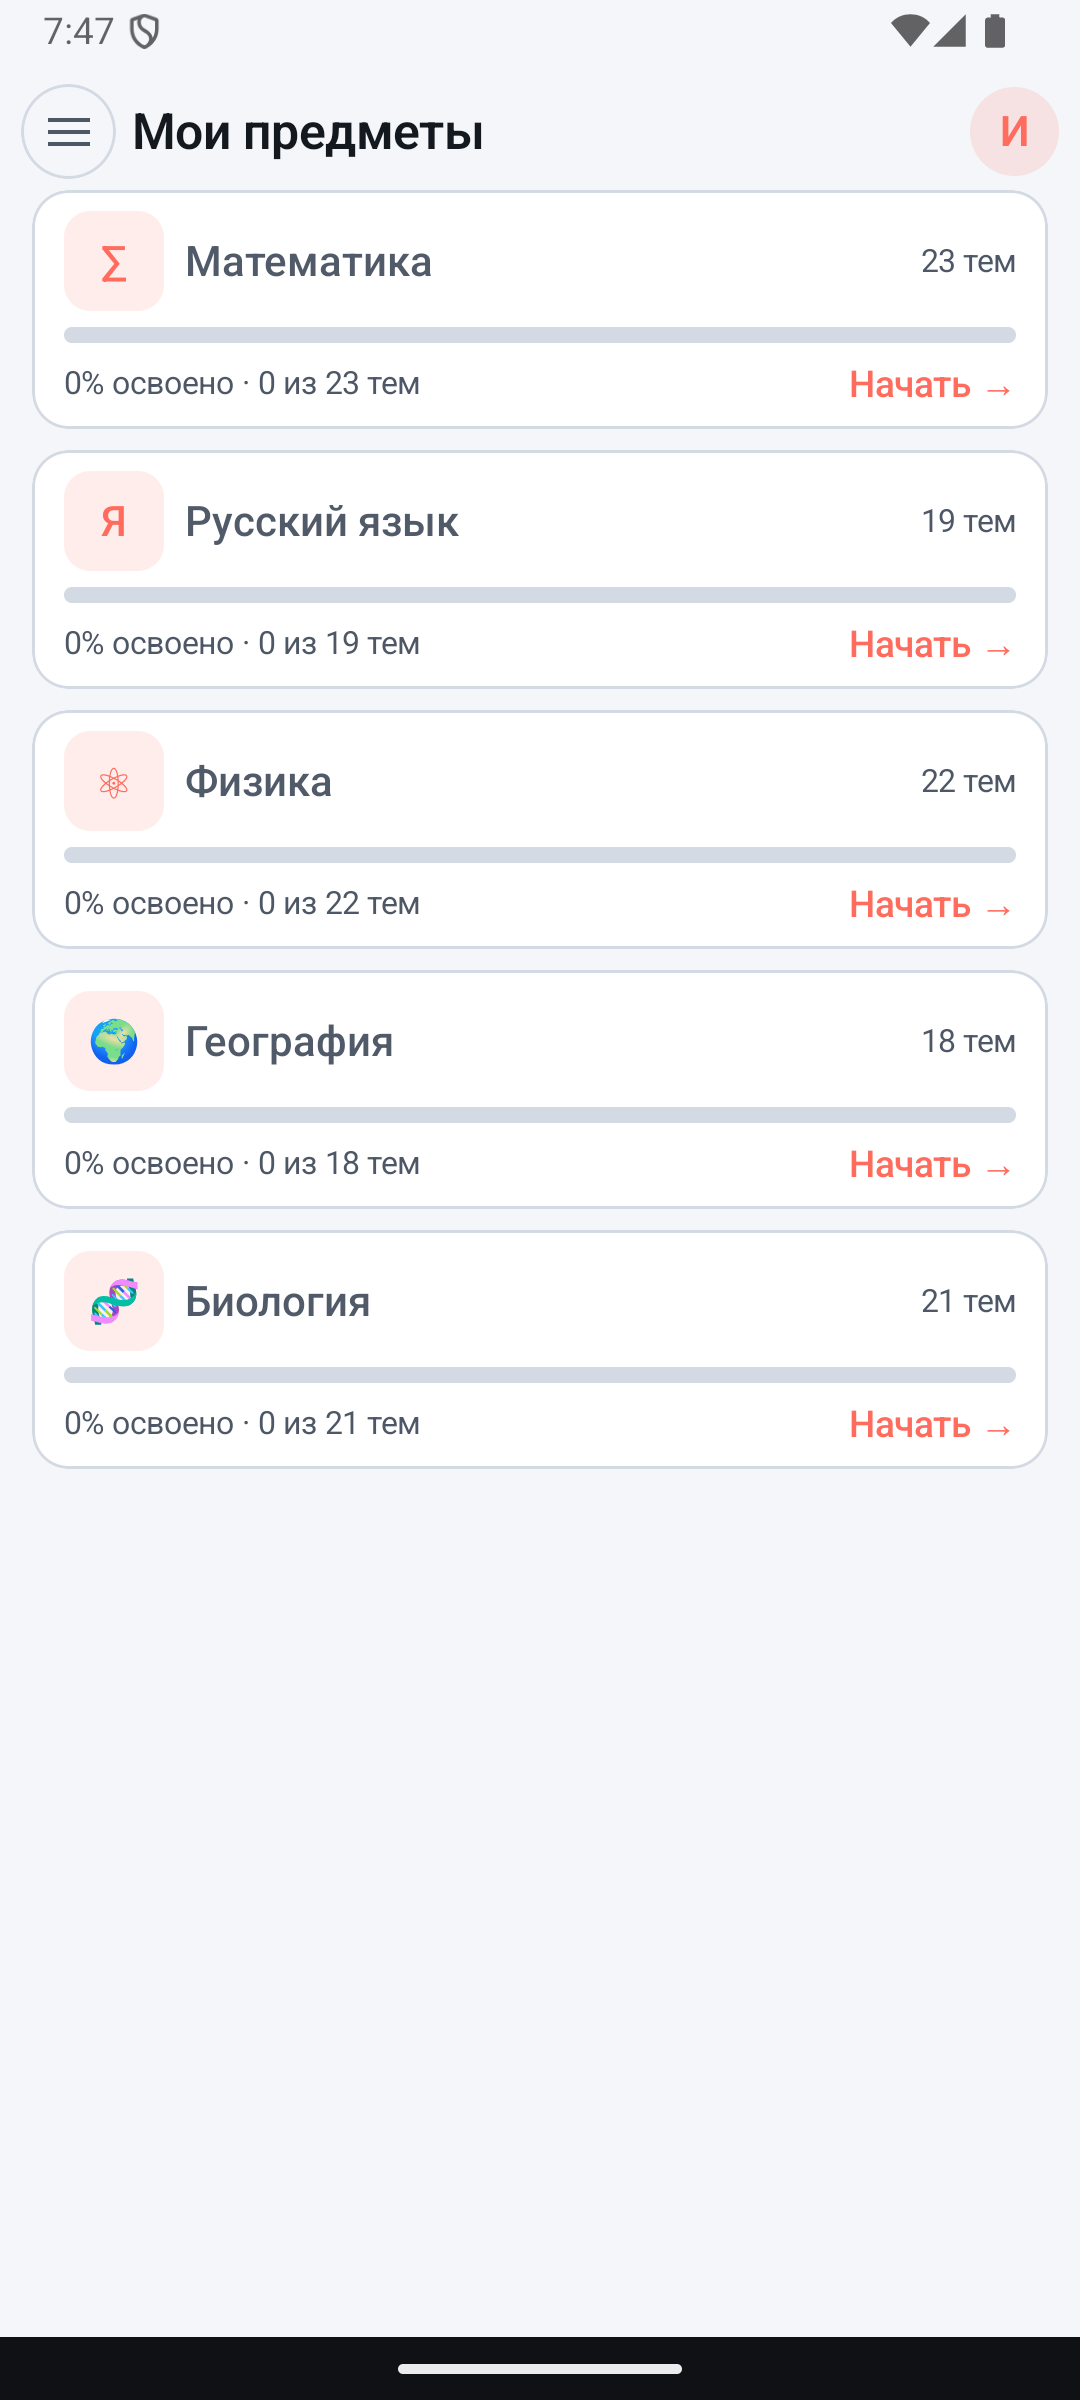 7:47
Мои предметы
И
Σ Математика 23 тем
0% освоено · 0 из 23 тем Начать →
Я Русский язык 19 тем
0% освоено · 0 из 19 тем Начать →
⚛ Физика 22 тем
0% освоено · 0 из 22 тем Начать →
🌍 География 18 тем
0% освоено · 0 из 18 тем Начать →
🧬 Биология 21 тем
0% освоено · 0 из 21 тем Начать →